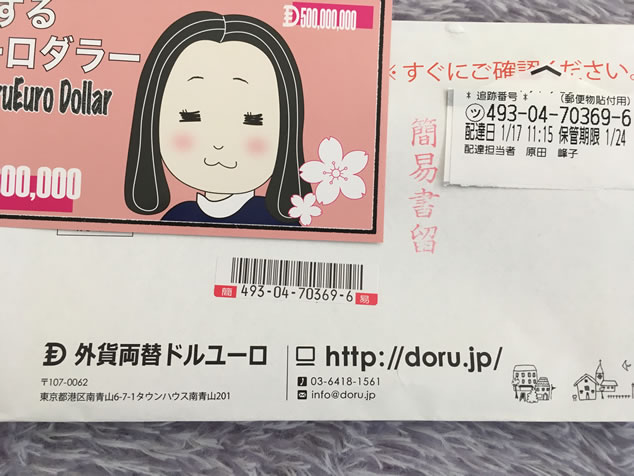 500,000,000
する
ーロダラー
ruEuro Dollar
00,000
※すぐにご確認ください。
* 追跡番号 * (郵便物貼付用)
ツ 493-04-70369-6
配達日 1/17 11:15 保管期限 1/24
配達担当者 原田 峰子
簡易書留
簡 493-04-70369-6 易
外貨両替ドルユーロ
http://doru.jp/
〒107-0062
東京都港区南青山6-7-1タウンハウス南青山201
03-6418-1561
info@doru.jp